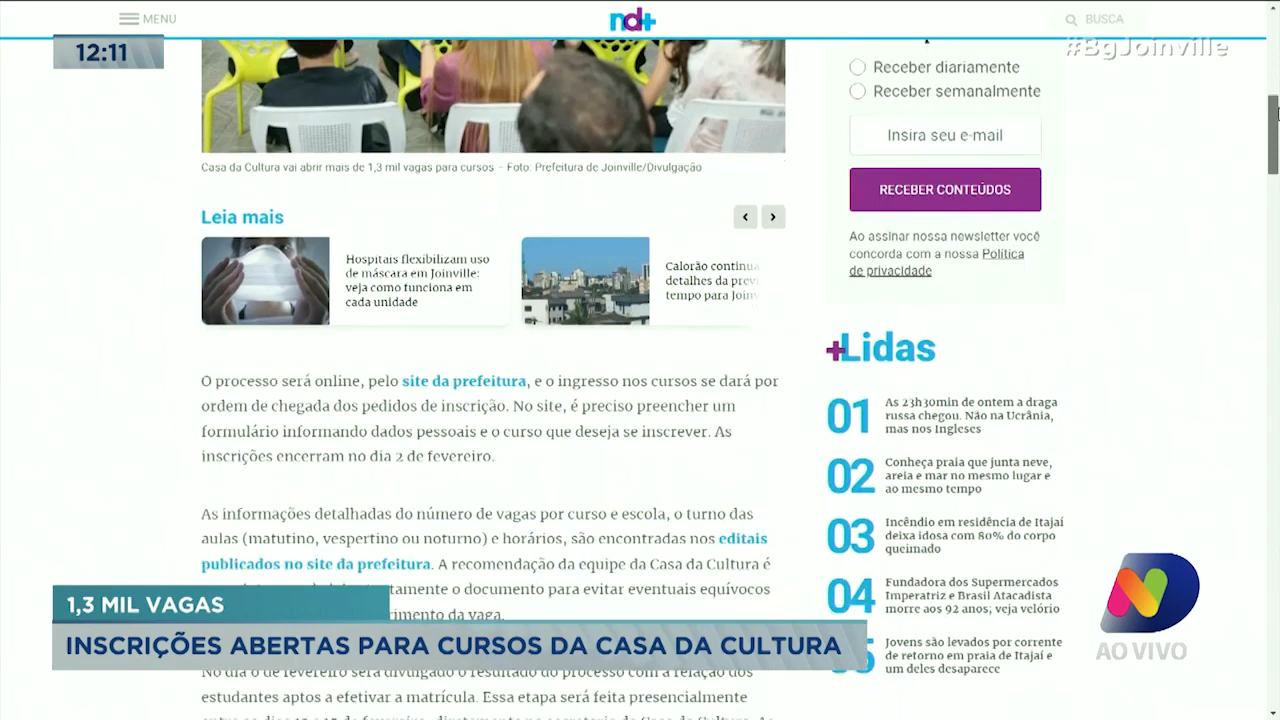 MENU
nd+
BUSCA
12:11
#BgJoinville
Receber diariamente
Receber semanalmente
Insira seu e-mail
RECEBER CONTEÚDOS
Ao assinar nossa newsletter você
concorda com a nossa Política
de privacidade
Casa da Cultura vai abrir mais de 1,3 mil vagas para cursos – Foto: Prefeitura de Joinville/Divulgação
Leia mais
Hospitais flexibilizam uso
de máscara em Joinville:
veja como funciona em
cada unidade
Calorão continua
detalhes da
tempo para
O processo será online, pelo site da prefeitura, e o ingresso nos cursos se dará por
ordem de chegada dos pedidos de inscrição. No site, é preciso preencher um
formulário informando dados pessoais e o curso que deseja se inscrever. As
inscrições encerram no dia 2 de fevereiro.
As informações detalhadas do número de vagas por curso e escola, o turno das
aulas (matutino, vespertino ou noturno) e horários, são encontradas nos editais
publicados no site da prefeitura. A recomendação da equipe da Casa da Cultura é
o documento para evitar eventuais equívocos
da vaga.
estudantes aptos a efetivar a matrícula. Essa etapa será feita presencialmente
+Lidas
01
As 23h30min de ontem a draga
russa chegou. Não na Ucrânia,
mas nos Ingleses
02
Conheça praia que junta neve,
areia e mar no mesmo lugar e
ao mesmo tempo
03
Incêndio em residência de Itajaí
deixa idosa com 80% do corpo
queimado
04
Fundadora dos Supermercados
Imperatriz e Brasil Atacadista
morre aos 92 anos; veja velório
Jovens são levados por corrente
de retorno em praia de Itajaí e
um deles desaparece
1,3 MIL VAGAS
INSCRIÇÕES ABERTAS PARA CURSOS DA CASA DA CULTURA
AO VIVO